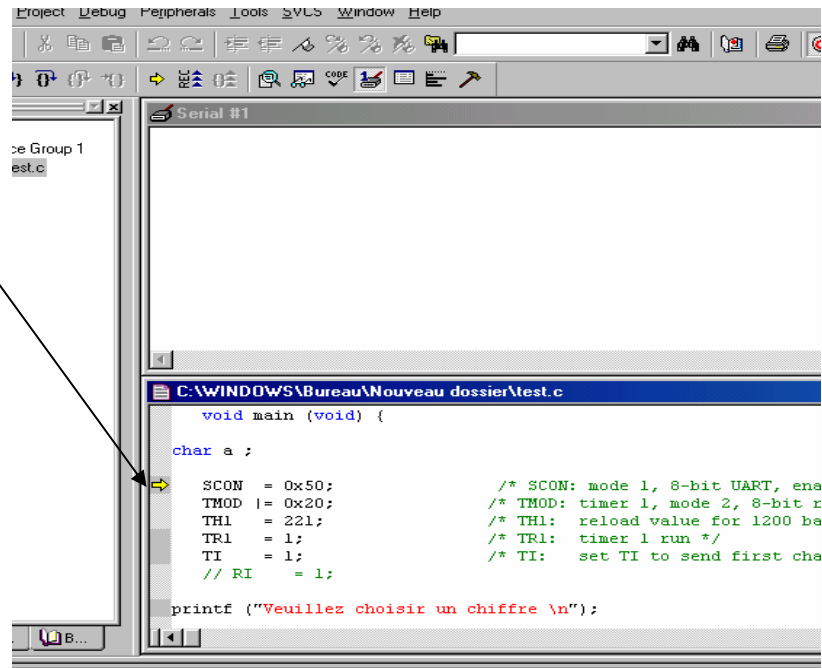 Project Debug Peripherals Tools SVCS Window Help
CODE
Serial #1
ce Group 1
est.c
C:\WINDOWS\Bureau\Nouveau dossier\test.c
void main (void) {
char a ;
SCON = 0x50; /* SCON: mode 1, 8-bit UART, ena
TMOD |= 0x20; /* TMOD: timer 1, mode 2, 8-bit r
TH1 = 221; /* TH1: reload value for 1200 ba
TR1 = 1; /* TR1: timer 1 run */
TI = 1; /* TI: set TI to send first cha
// RI = 1;
printf ("Veuillez choisir un chiffre \n");
B...